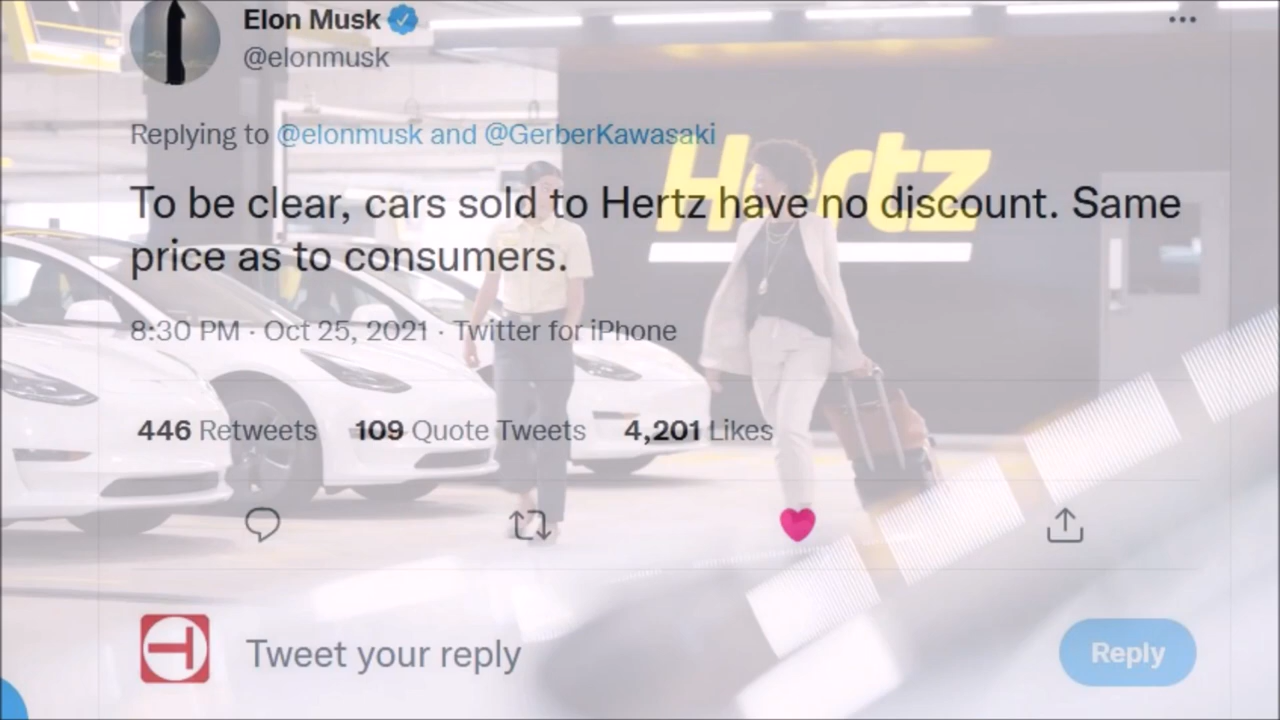 Elon Musk
@elonmusk
Replying to @elonmusk and @GerberKawasaki
Hertz
To be clear, cars sold to Hertz have no discount. Same
price as to consumers.
8:30 PM · Oct 25, 2021 · Twitter for iPhone
446 Retweets 109 Quote Tweets 4,201 Likes
Tweet your reply
Reply